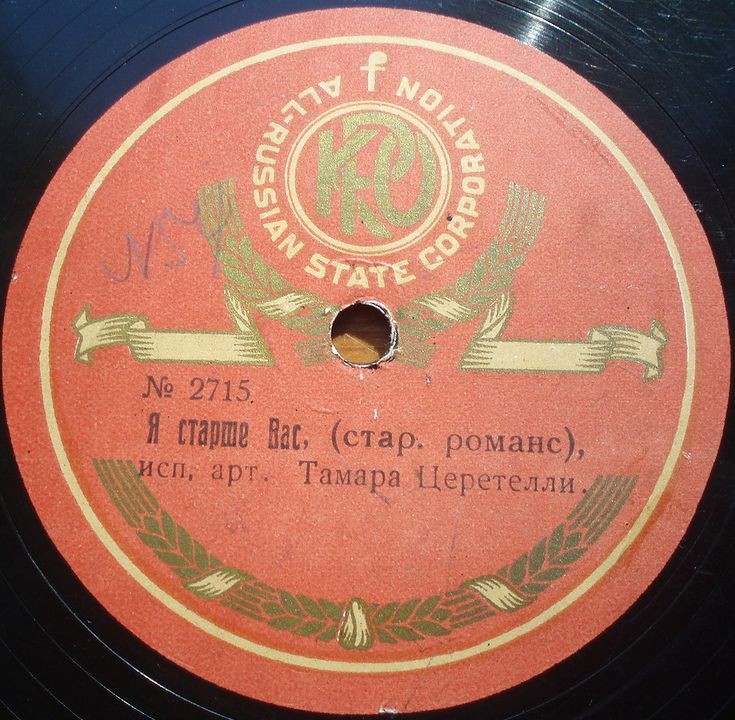 ALL-RUSSIAN STATE CORPORATION
№ 2715.
Я старше Вас, (стар. романс),
исп. арт. Тамара Церетелли.